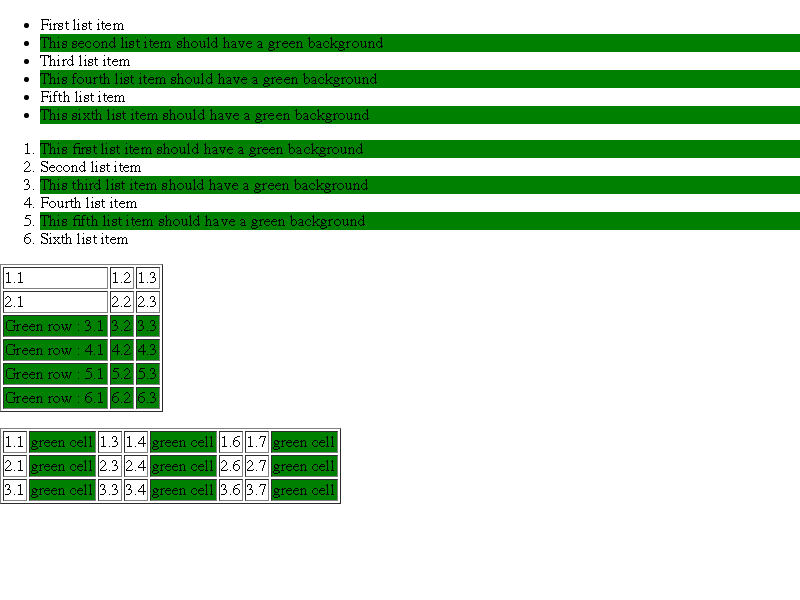 • First list item
• This second list item should have a green background
• Third list item
• This fourth list item should have a green background
• Fifth list item
• This sixth list item should have a green background
1. This first list item should have a green background
2. Second list item
3. This third list item should have a green background
4. Fourth list item
5. This fifth list item should have a green background
6. Sixth list item
1.1 1.2 1.3
2.1 2.2 2.3
Green row : 3.1 3.2 3.3
Green row : 4.1 4.2 4.3
Green row : 5.1 5.2 5.3
Green row : 6.1 6.2 6.3
1.1 green cell 1.3 1.4 green cell 1.6 1.7 green cell
2.1 green cell 2.3 2.4 green cell 2.6 2.7 green cell
3.1 green cell 3.3 3.4 green cell 3.6 3.7 green cell